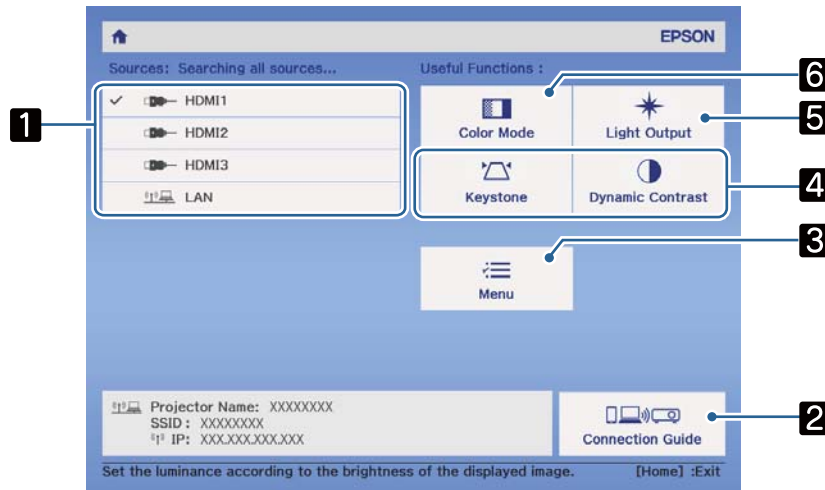 EPSON
Sources: Searching all sources...
Useful Functions :
1
HDMI1
HDMI2
HDMI3
LAN
Color Mode
Light Output
6
5
Keystone
Dynamic Contrast
4
3
Menu
Projector Name: XXXXXXXX
SSID : XXXXXXXX
IP: XXX.XXX.XXX.XXX
Connection Guide
2
Set the luminance according to the brightness of the displayed image.
[Home] :Exit